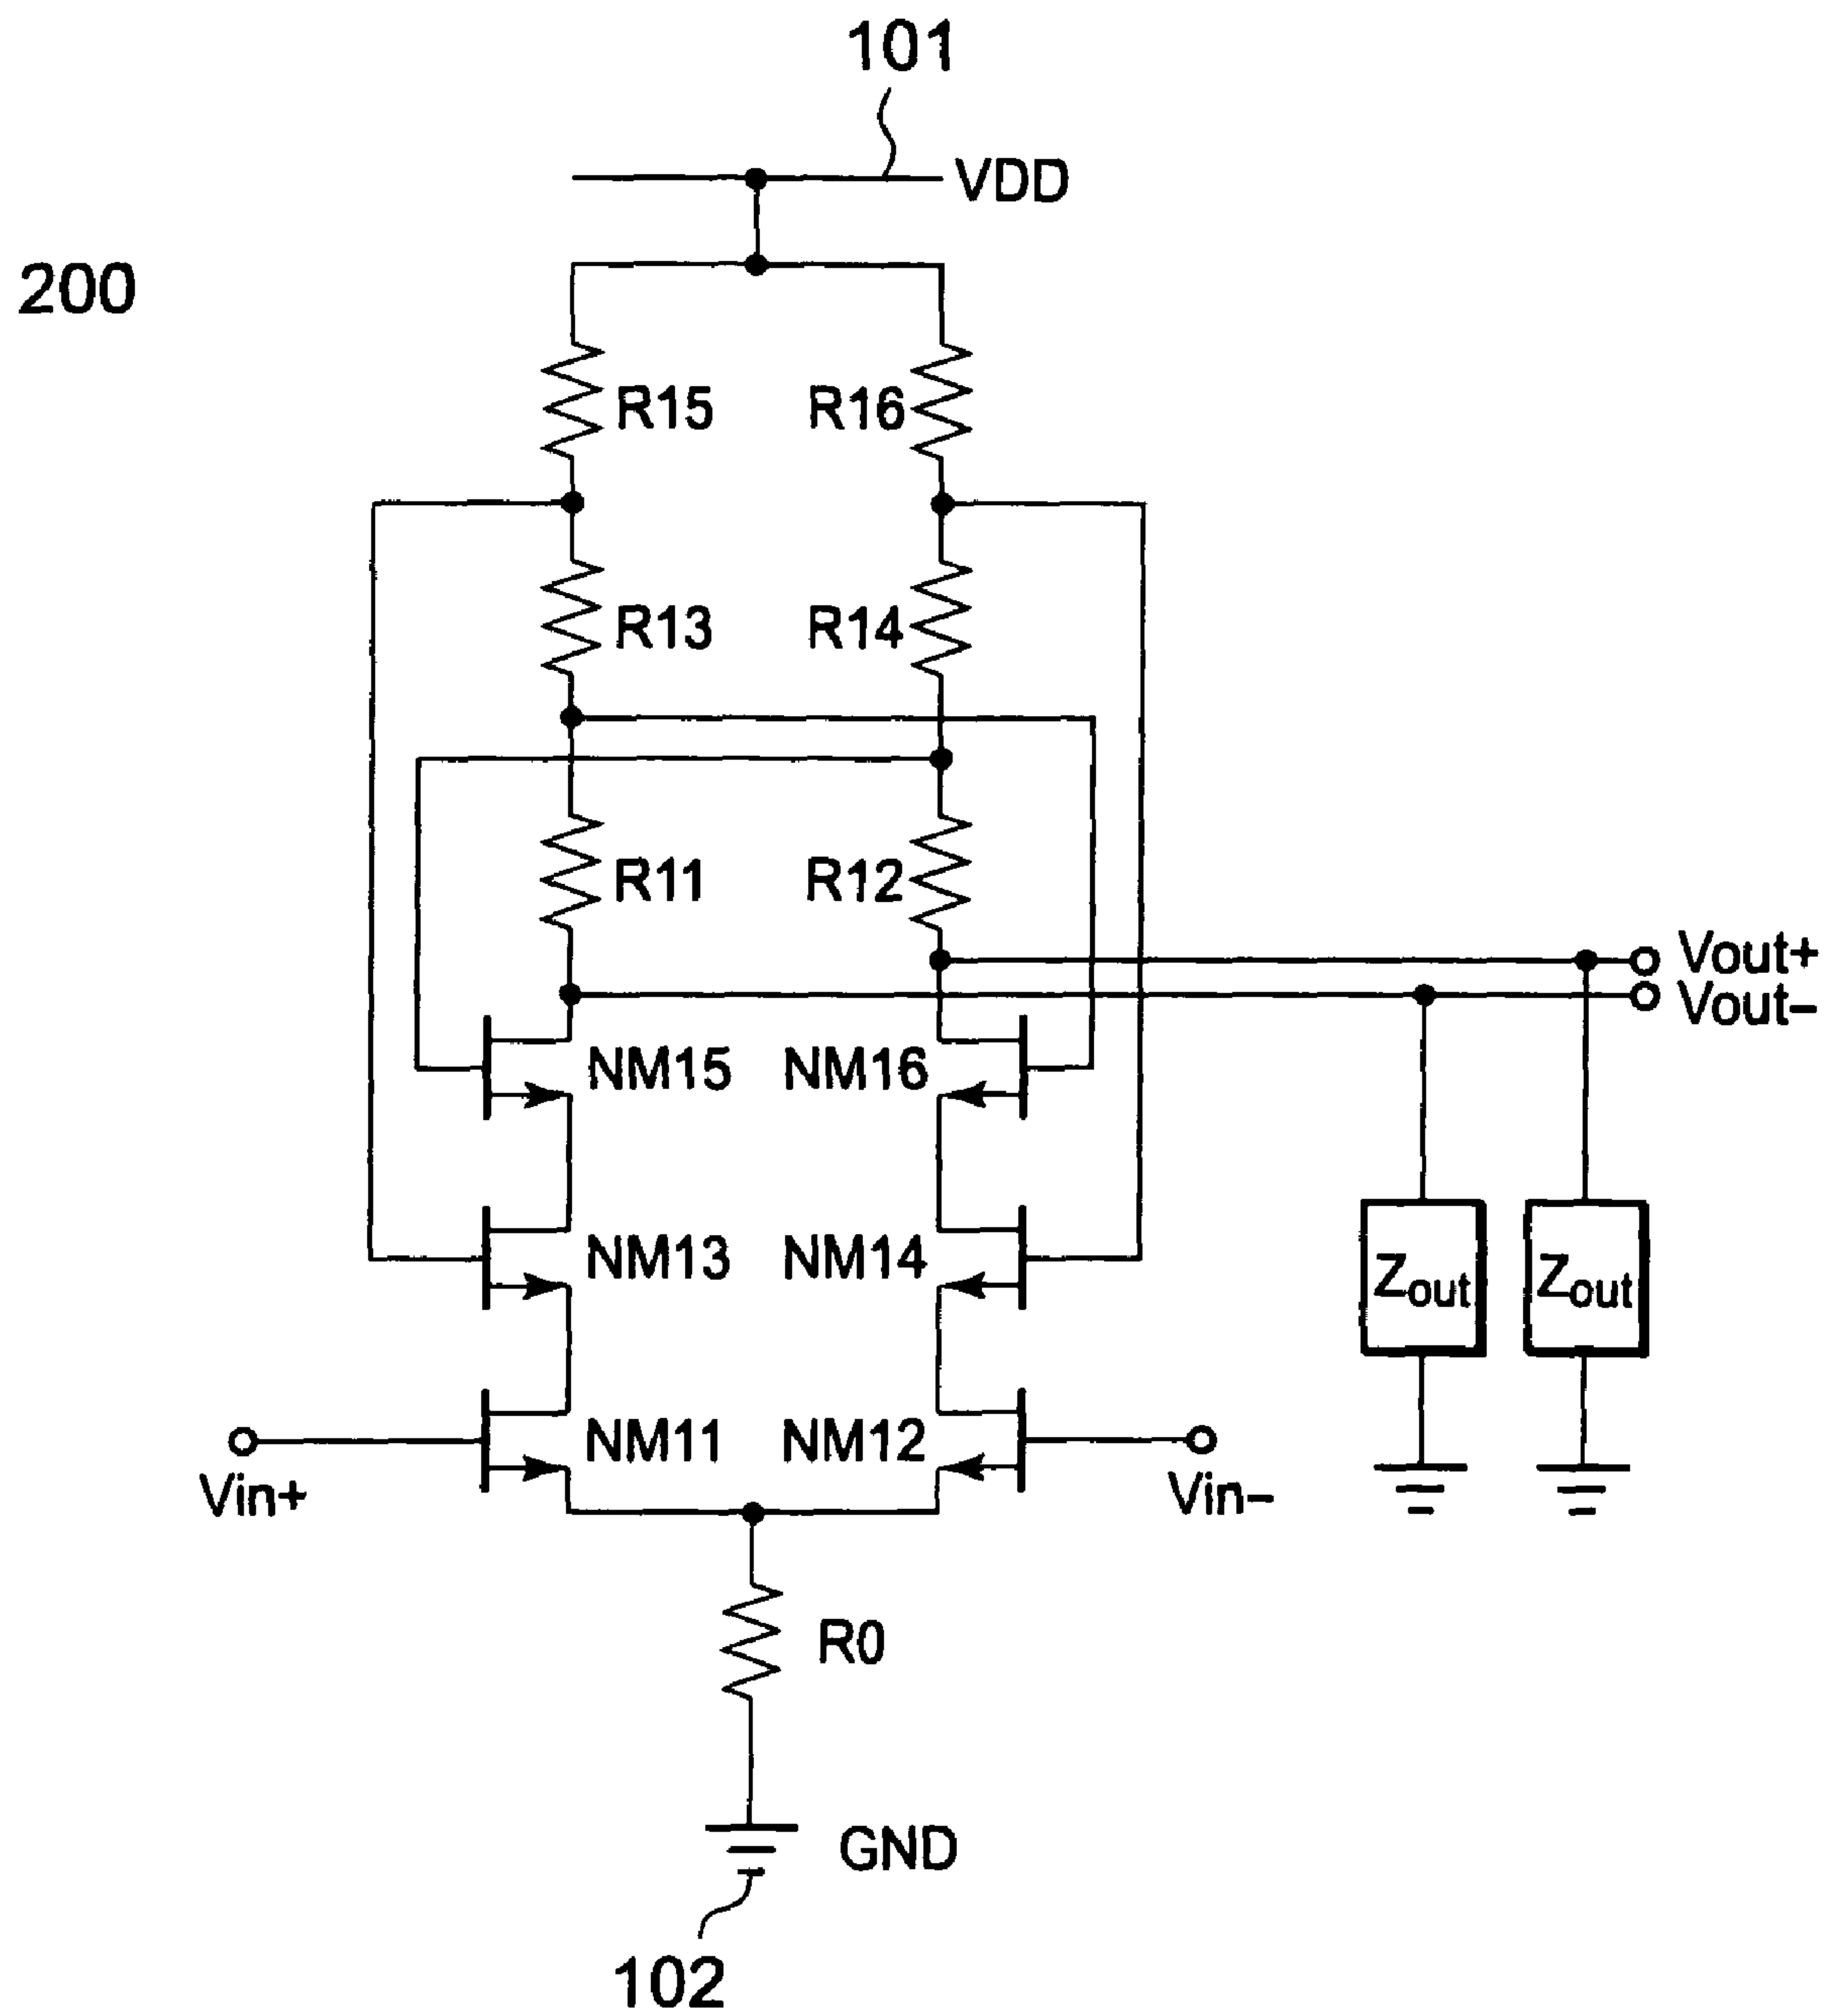 101
VDD
200
R15
R16
R13
R14
R11
R12
Vout+
Vout-
NM15
NM16
NM13
NM14
Zout
Zout
NM11
NM12
Vin+
Vin-
R0
GND
102